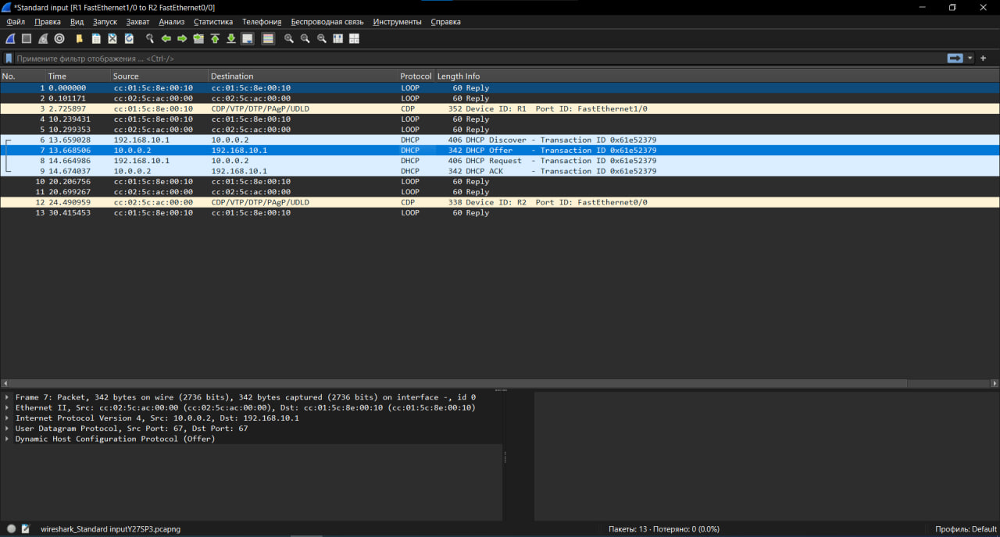 *Standard input [R1 FastEthernet1/0 to R2 FastEthernet0/0]
Файл Правка Вид Запуск Захват Анализ Статистика Телефония Беспроводная связь Инструменты Справка
Примените фильтр отображения ... <Ctrl-/>
No. Time Source Destination Protocol Length Info
1 0.000000 cc:01:5c:8e:00:10 cc:01:5c:8e:00:10 LOOP 60 Reply
2 0.101171 cc:02:5c:ac:00:00 cc:02:5c:ac:00:00 LOOP 60 Reply
3 2.725897 cc:01:5c:8e:00:10 CDP/VTP/DTP/PAgP/UDLD CDP 352 Device ID: R1 Port ID: FastEthernet1/0
4 10.239431 cc:01:5c:8e:00:10 cc:01:5c:8e:00:10 LOOP 60 Reply
5 10.299353 cc:02:5c:ac:00:00 cc:02:5c:ac:00:00 LOOP 60 Reply
6 13.659028 192.168.10.1 10.0.0.2 DHCP 406 DHCP Discover - Transaction ID 0x61e52379
7 13.668506 10.0.0.2 192.168.10.1 DHCP 342 DHCP Offer - Transaction ID 0x61e52379
8 14.664986 192.168.10.1 10.0.0.2 DHCP 406 DHCP Request - Transaction ID 0x61e52379
9 14.674037 10.0.0.2 192.168.10.1 DHCP 342 DHCP ACK - Transaction ID 0x61e52379
10 20.206756 cc:01:5c:8e:00:10 cc:01:5c:8e:00:10 LOOP 60 Reply
11 20.699267 cc:02:5c:ac:00:00 cc:02:5c:ac:00:00 LOOP 60 Reply
12 24.490959 cc:02:5c:ac:00:00 CDP/VTP/DTP/PAgP/UDLD CDP 338 Device ID: R2 Port ID: FastEthernet0/0
13 30.415453 cc:01:5c:8e:00:10 cc:01:5c:8e:00:10 LOOP 60 Reply
Frame 7: Packet, 342 bytes on wire (2736 bits), 342 bytes captured (2736 bits) on interface -, id 0
Ethernet II, Src: cc:02:5c:ac:00:00 (cc:02:5c:ac:00:00), Dst: cc:01:5c:8e:00:10 (cc:01:5c:8e:00:10)
Internet Protocol Version 4, Src: 10.0.0.2, Dst: 192.168.10.1
User Datagram Protocol, Src Port: 67, Dst Port: 67
Dynamic Host Configuration Protocol (Offer)
wireshark_Standard inputY27SP3.pcapng Пакеты: 13 · Потеряно: 0 (0.0%) Профиль: Default